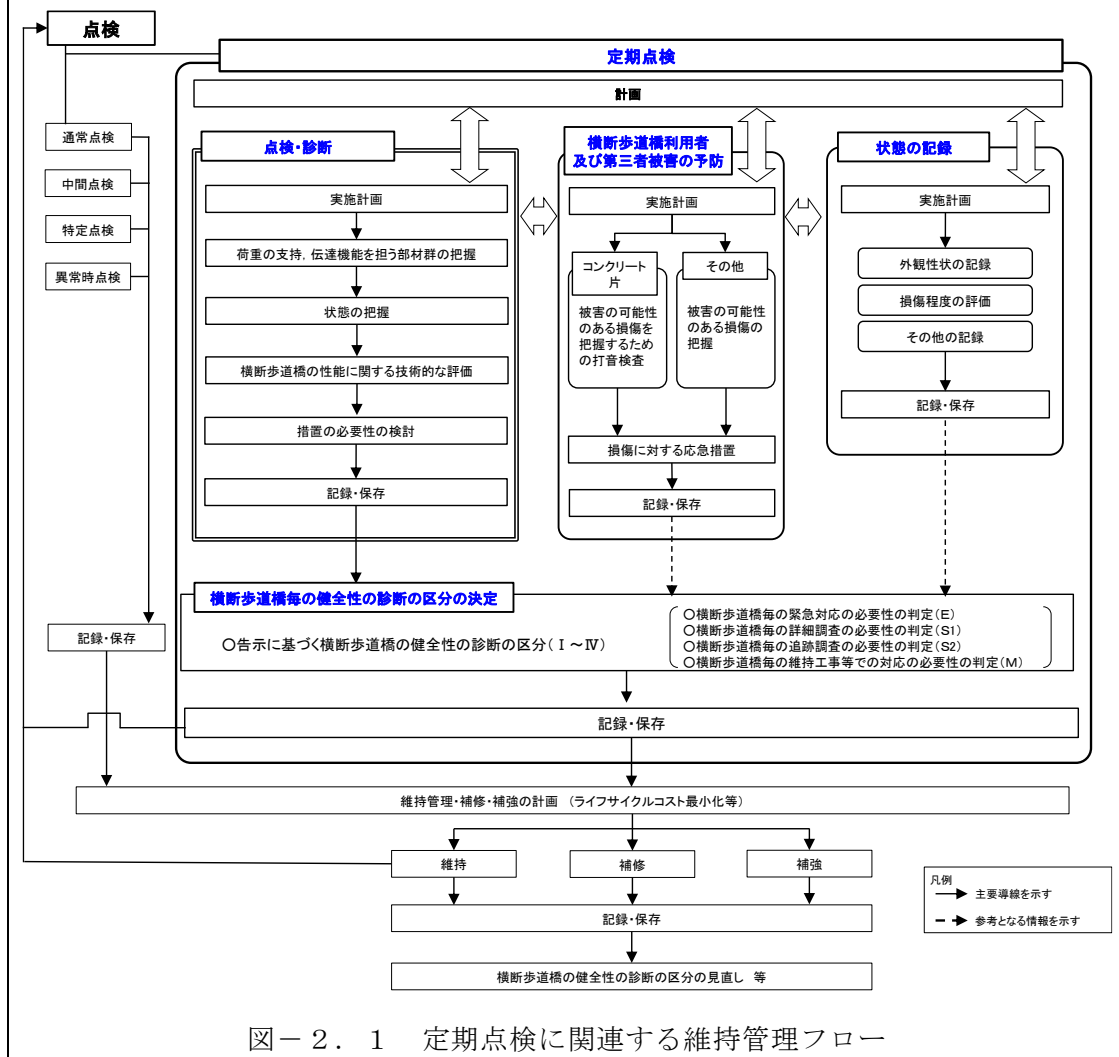 点検
定期点検
計画
通常点検
中間点検
特定点検
異常時点検
点検・診断
実施計画
荷重の支持，伝達機能を担う部材群の把握
状態の把握
横断歩道橋の性能に関する技術的な評価
措置の必要性の検討
記録・保存
横断歩道橋利用者
及び第三者被害の予防
実施計画
コンクリート
片
被害の可能性
のある損傷を
把握するため
の打音検査
その他
被害の可能性
のある損傷の
把握
損傷に対する応急措置
記録・保存
状態の記録
実施計画
外観性状の記録
損傷程度の評価
その他の記録
記録・保存
横断歩道橋毎の健全性の診断の区分の決定
○告示に基づく横断歩道橋の健全性の診断の区分(Ⅰ～Ⅳ)
○横断歩道橋毎の緊急対応の必要性の判定(E)
○横断歩道橋毎の詳細調査の必要性の判定(S1)
○横断歩道橋毎の追跡調査の必要性の判定(S2)
○横断歩道橋毎の維持工事等での対応の必要性の判定(M)
記録・保存
記録・保存
維持管理・補修・補強の計画 (ライフサイクルコスト最小化等)
維持
補修
補強
記録・保存
横断歩道橋の健全性の診断の区分の見直し 等
凡例
主要導線を示す
参考となる情報を示す
図－２．１ 定期点検に関連する維持管理フロー